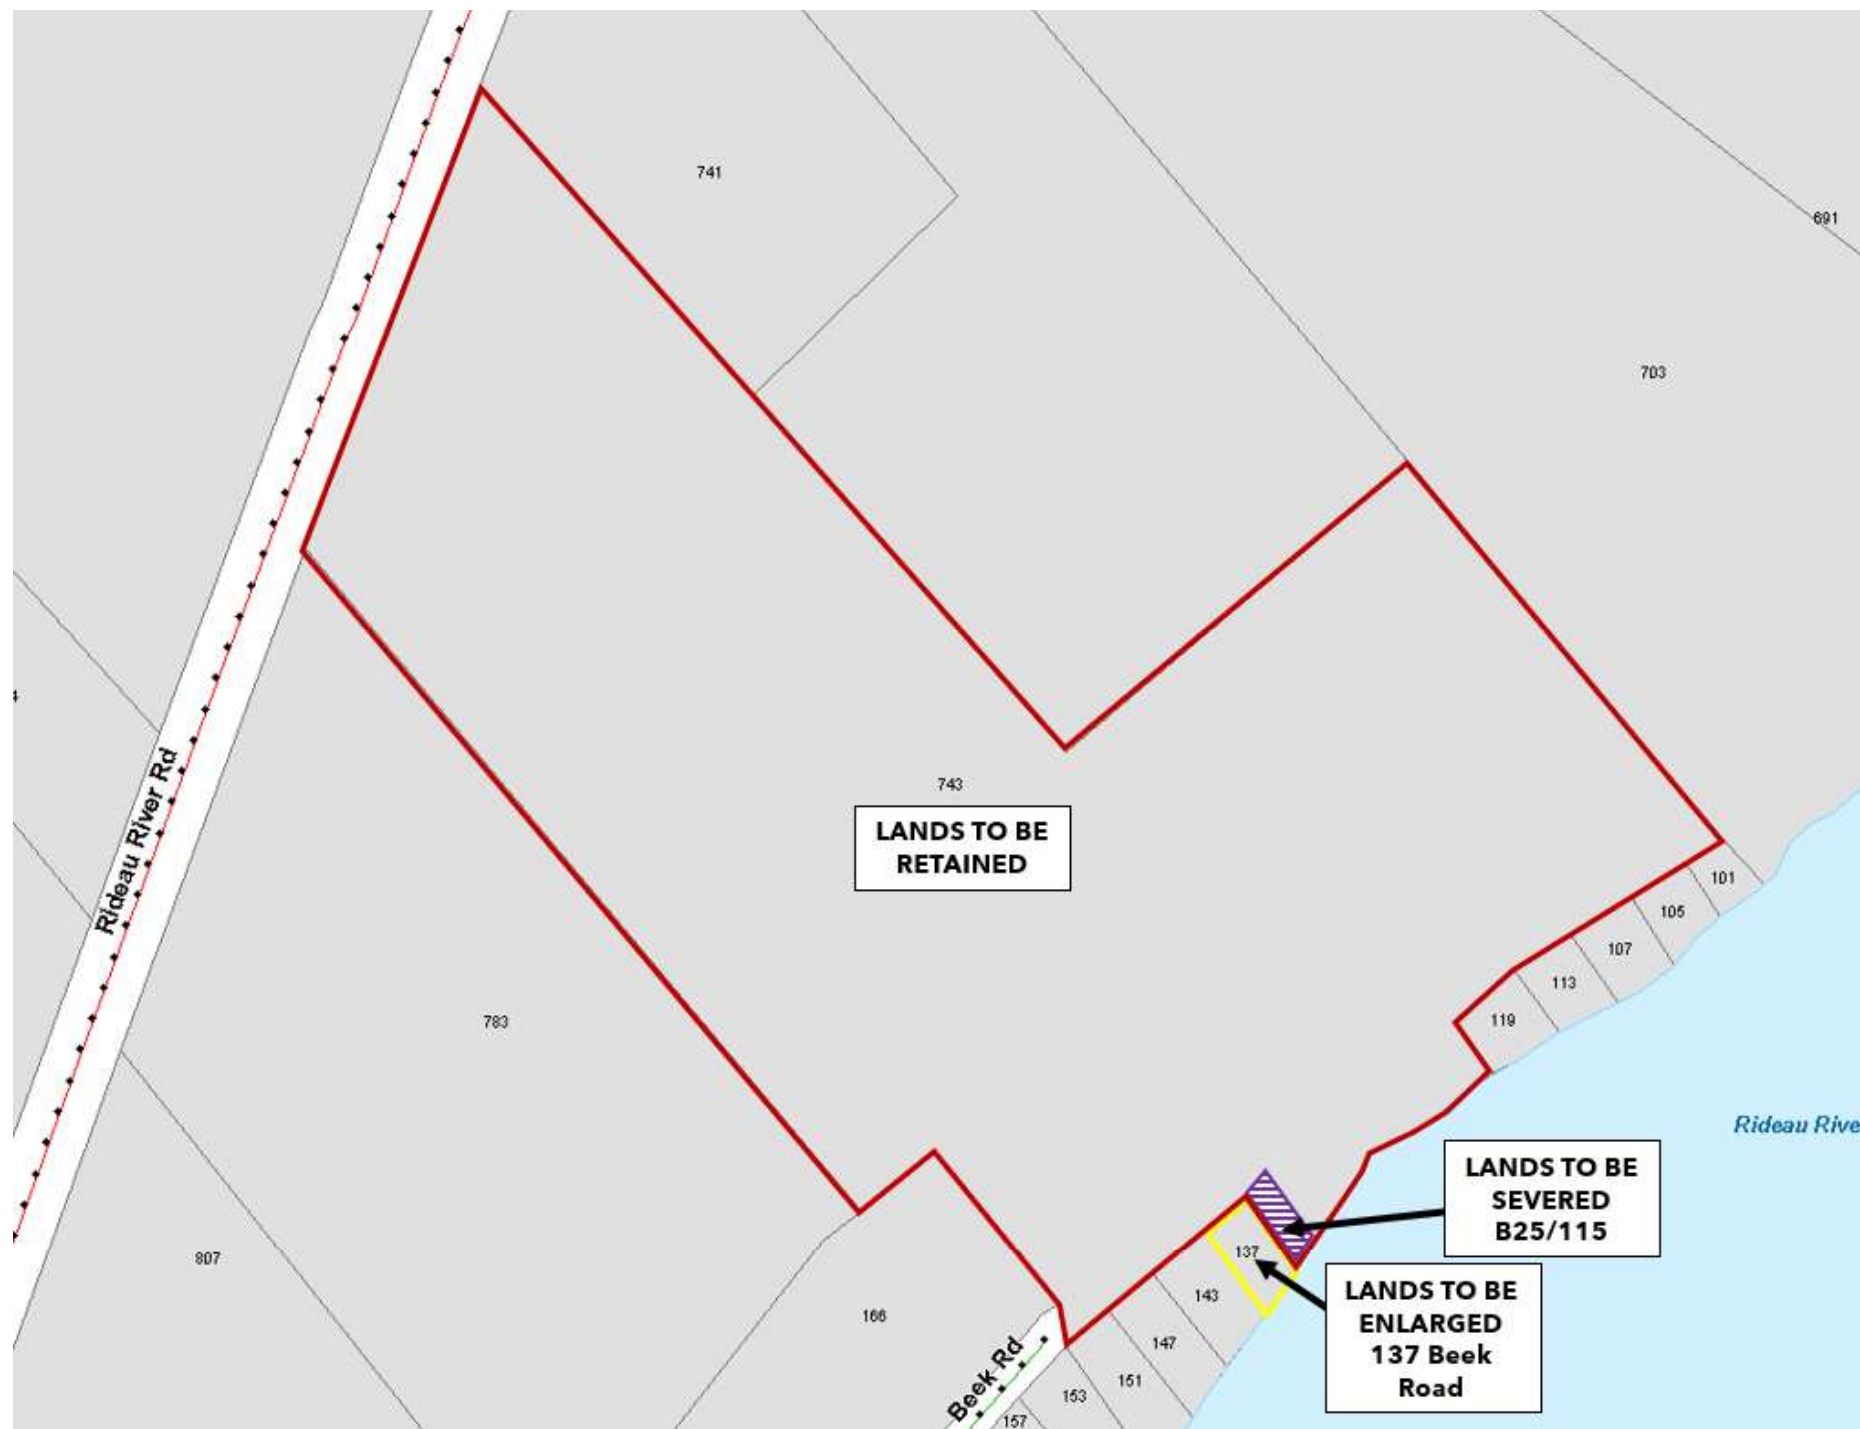 741
691
703
4
743
LANDS TO BE
RETAINED
Rideau River Rd
101
105
107
113
119
783
Rideau Rive
LANDS TO BE
SEVERED
B25/115
137
807
143
LANDS TO BE
ENLARGED
137 Beek
Road
166
147
151
Beek Rd
153
157